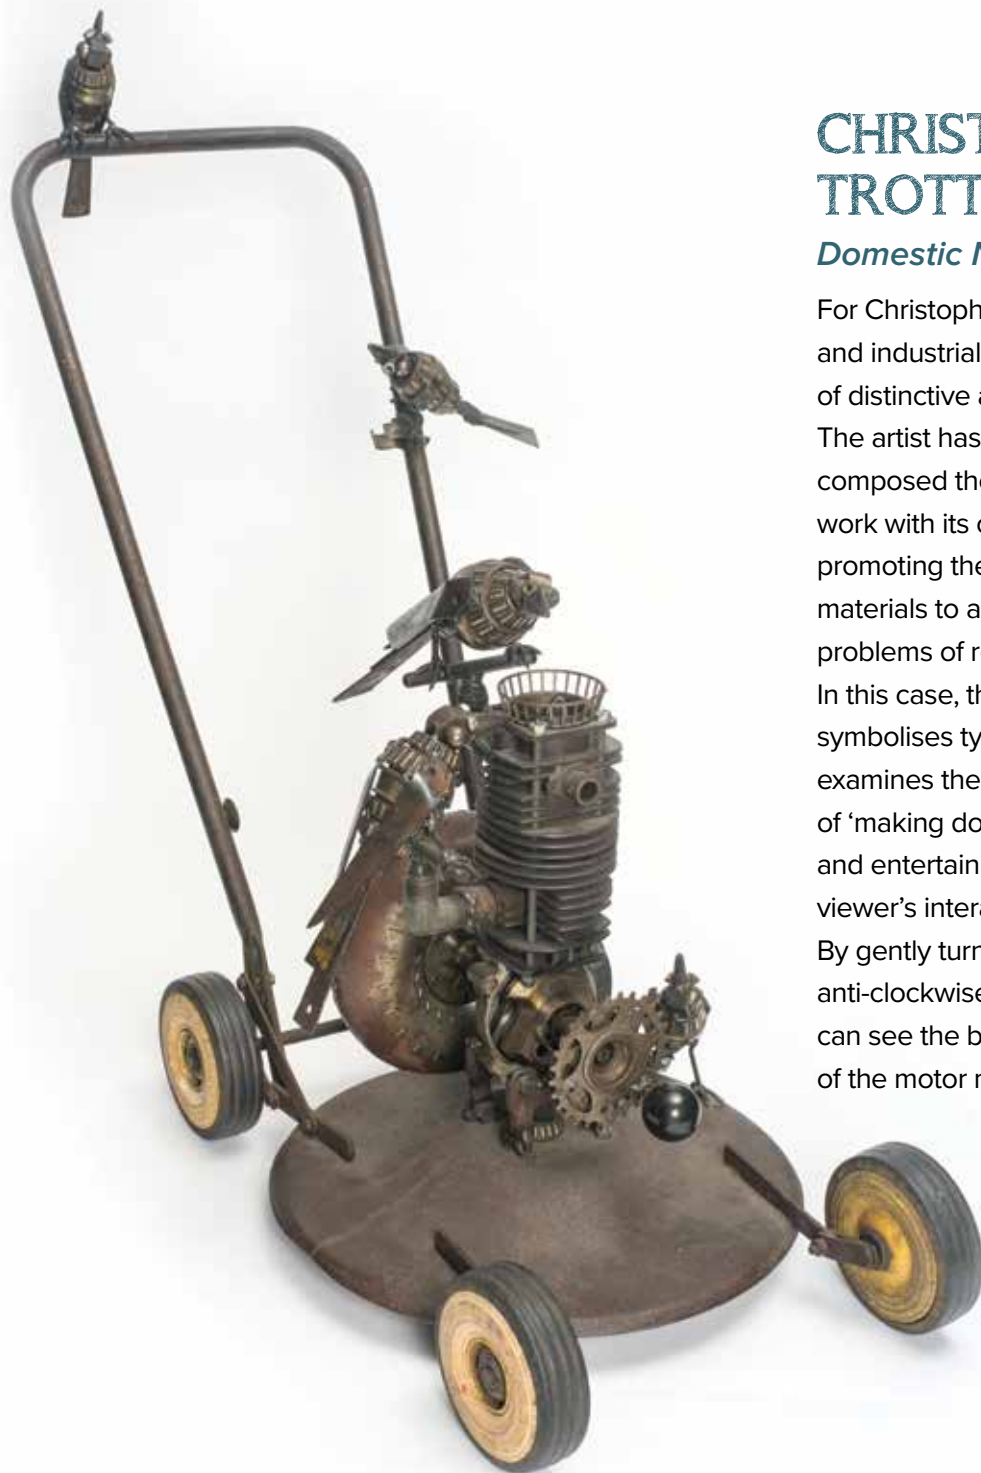 CHRIST
TROTT
Domestic
For Christoph
and industrial
of distinctive a
The artist has
composed the
work with its
promoting the
materials to a
problems of r
In this case, th
symbolises ty
examines the
of ‘making do
and entertain
viewer’s intera
By gently turn
anti-clockwise
can see the b
of the motor r